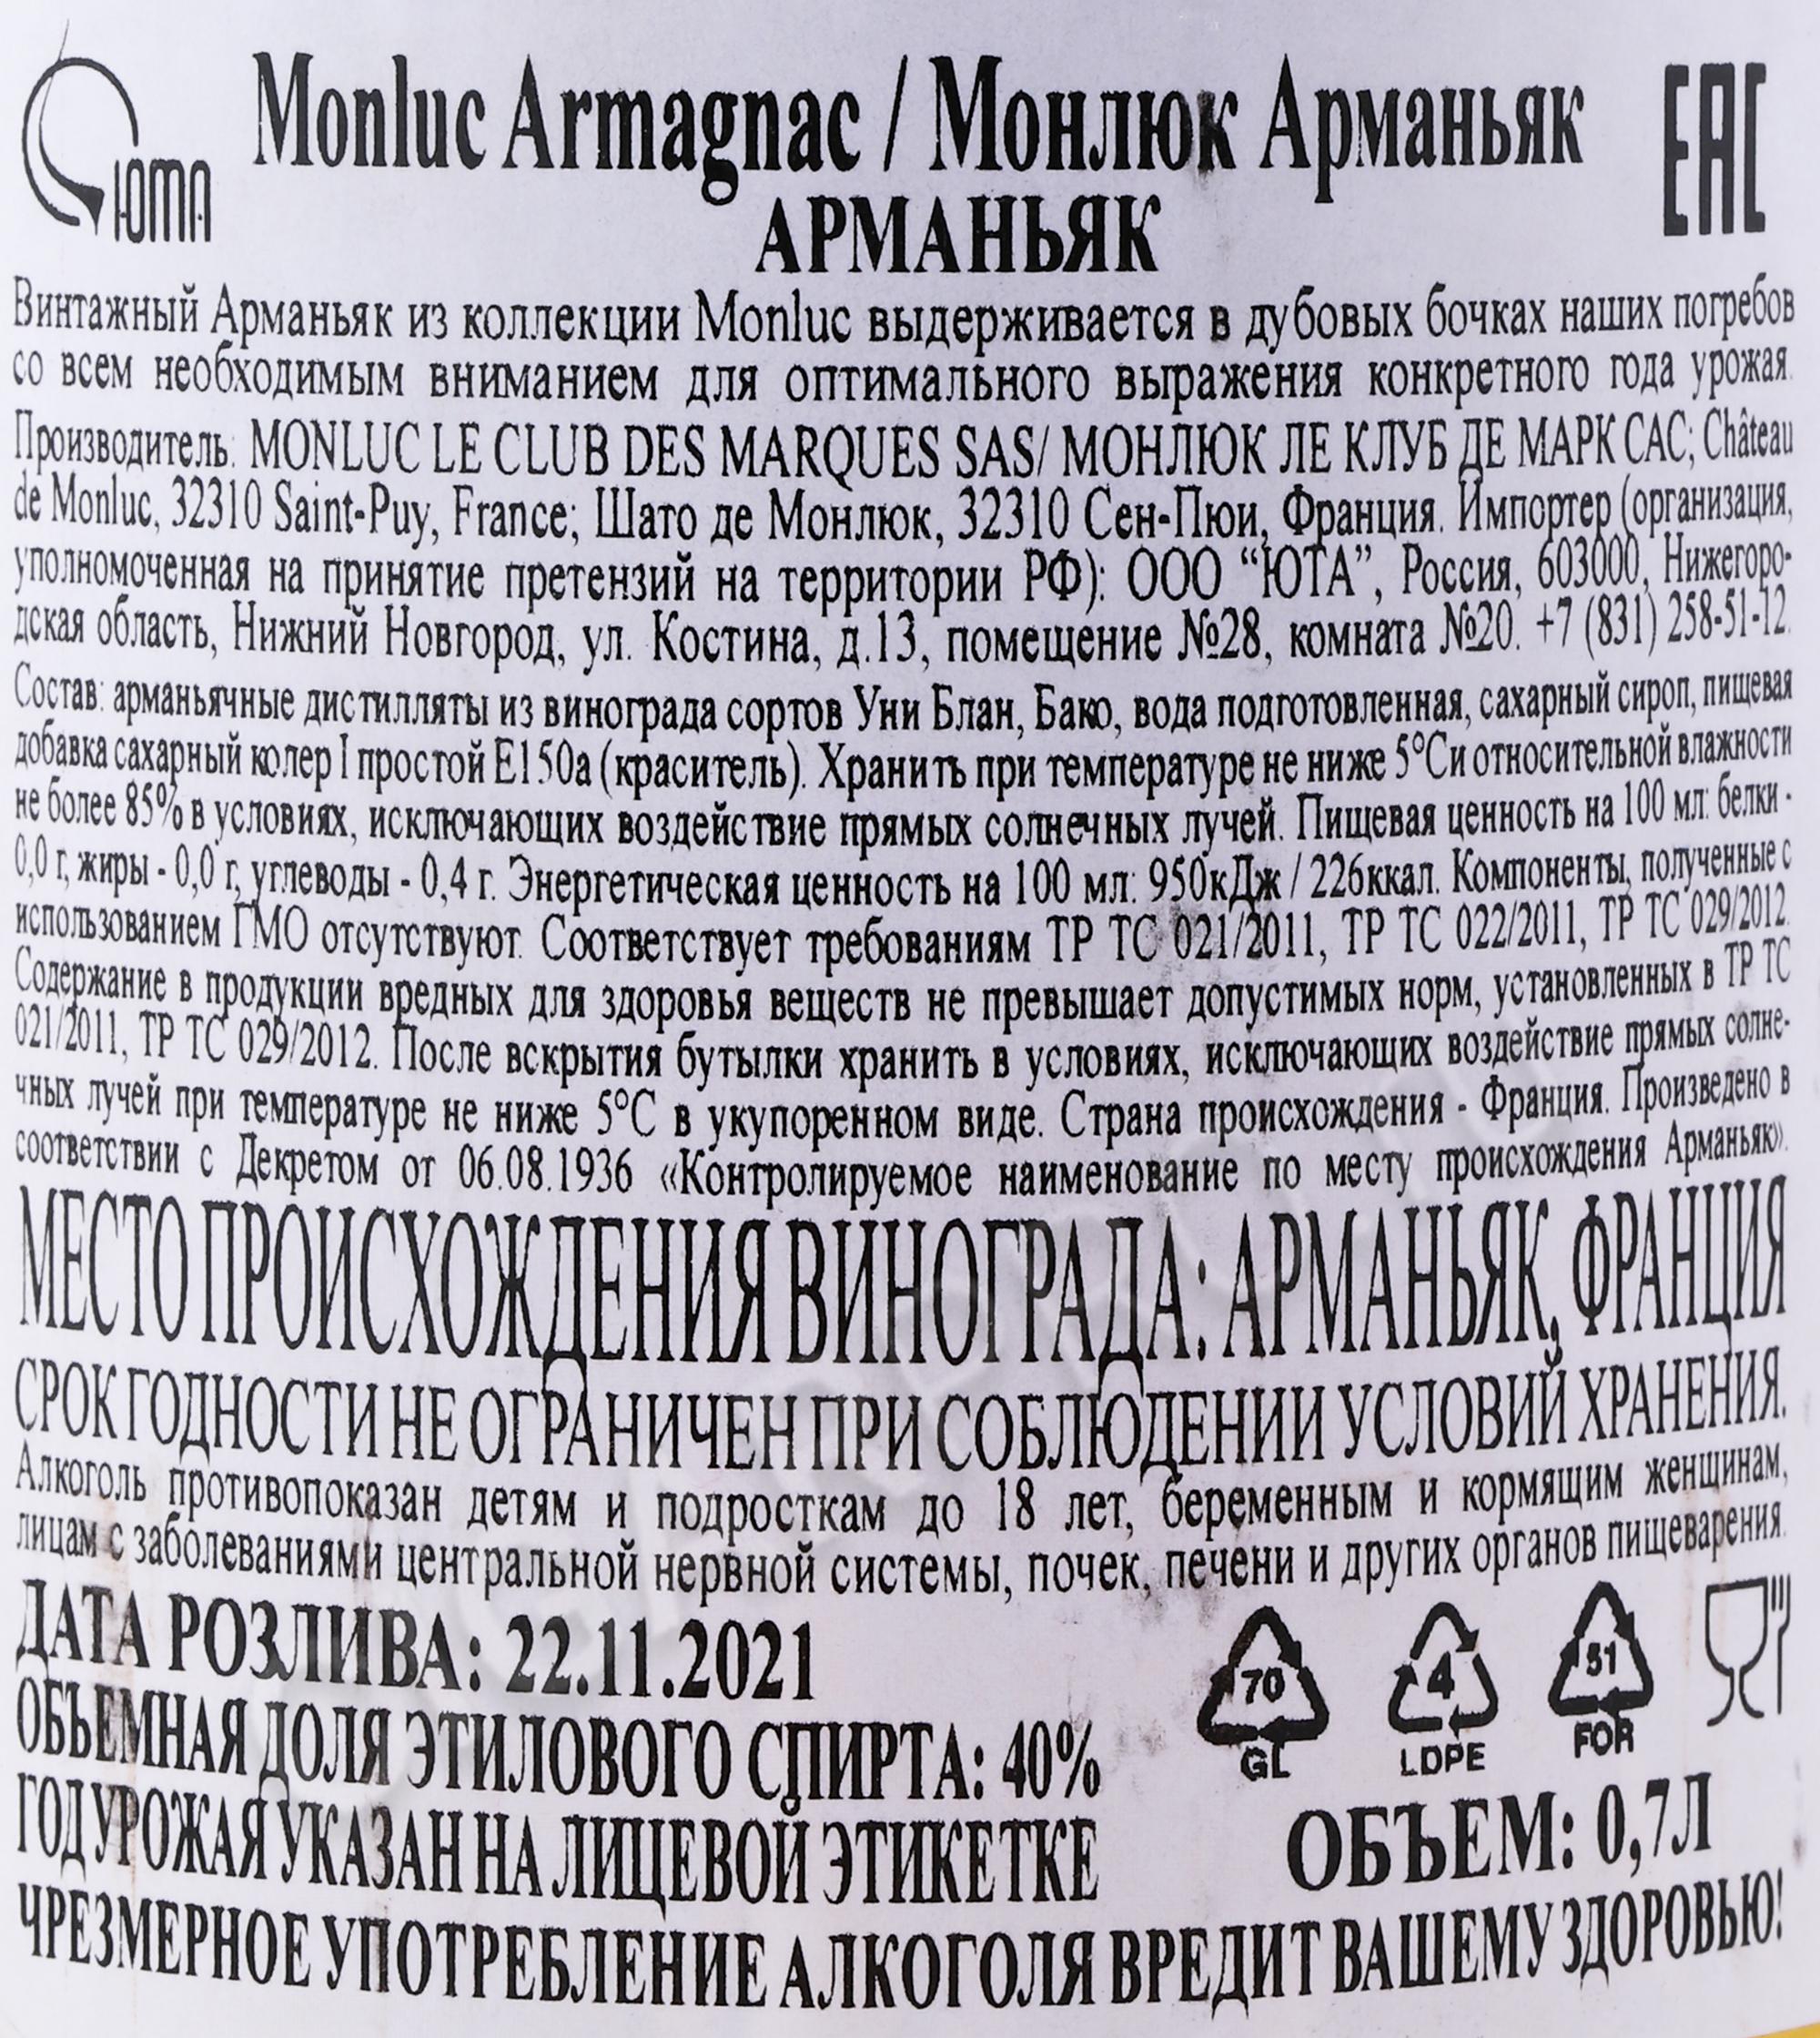 ЮТА
Monluc Armagnac / Монлюк Арманьяк
EAC
АРМАНЬЯК
Винтажный Арманьяк из коллекции Monluc выдерживается в дубовых бочках наших погребов
со всем необходимым вниманием для оптимального выражения конкретного года урожая.
Производитель: MONLUC LE CLUB DES MARQUES SAS/ МОНЛЮК ЛЕ КЛУБ ДЕ МАРК САС; Château
de Monluc, 32310 Saint-Puy, France; Шато де Монлюк, 32310 Сен-Пюи, Франция. Импортер (организация,
уполномоченная на принятие претензий на территории РФ): ООО “ЮТА”, Россия, 603000, Нижегоро-
дская область, Нижний Новгород, ул. Костина, д.13, помещение №28, комната №20. +7 (831) 258-51-12.
Состав: арманьячные дистилляты из винограда сортов Уни Блан, Бако, вода подготовленная, сахарный сироп, пищевая
добавка сахарный колер I простой Е150а (краситель). Хранить при температуре не ниже 5°С и относительной влажности
не более 85% в условиях, исключающих воздействие прямых солнечных лучей. Пищевая ценность на 100 мл: белки -
0,0 г, жиры - 0,0 г, углеводы - 0,4 г. Энергетическая ценность на 100 мл: 950кДж / 226ккал. Компоненты, полученные с
использованием ГМО отсутствуют. Соответствует требованиям ТР ТС 021/2011, ТР ТС 022/2011, ТР ТС 029/2012.
Содержание в продукции вредных для здоровья веществ не превышает допустимых норм, установленных в ТР ТС
021/2011, ТР ТС 029/2012. После вскрытия бутылки хранить в условиях, исключающих воздействие прямых солне-
чных лучей при температуре не ниже 5°С в укупоренном виде. Страна происхождения - Франция. Произведено в
соответствии с Декретом от 06.08.1936 «Контролируемое наименование по месту происхождения Арманьяк».
МЕСТО ПРОИСХОЖДЕНИЯ ВИНОГРАДА: АРМАНЬЯК, ФРАНЦИЯ
СРОК ГОДНОСТИ НЕ ОГРАНИЧЕН ПРИ СОБЛЮДЕНИИ УСЛОВИЙ ХРАНЕНИЯ.
Алкоголь противопоказан детям и подросткам до 18 лет, беременным и кормящим женщинам,
лицам с заболеваниями центральной нервной системы, почек, печени и других органов пищеварения.
ДАТА РОЗЛИВА: 22.11.2021
ОБЪЕМНАЯ ДОЛЯ ЭТИЛОВОГО СПИРТА: 40%
70 4 51
GL LDPE FOR
ГОД УРОЖАЯ УКАЗАН НА ЛИЦЕВОЙ ЭТИКЕТКЕ
ОБЪЕМ: 0,7Л
ЧРЕЗМЕРНОЕ УПОТРЕБЛЕНИЕ АЛКОГОЛЯ ВРЕДИТ ВАШЕМУ ЗДОРОВЬЮ!